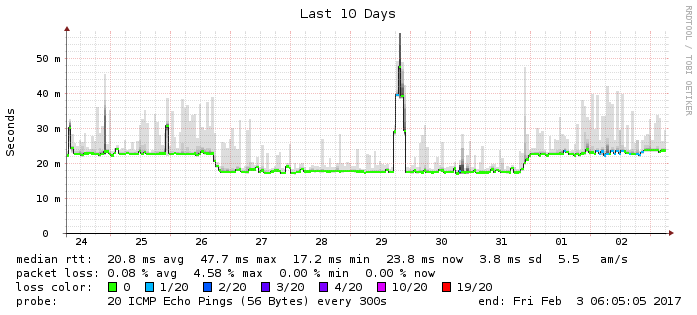 Last 10 Days
RRDTOOL / TOBI OETIKER
Seconds
50 m
40 m
30 m
20 m
10 m
0
24 25 26 27 28 29 30 31 01 02
median rtt: 20.8 ms avg 47.7 ms max 17.2 ms min 23.8 ms now 3.8 ms sd 5.5 am/s
packet loss: 0.08 % avg 4.58 % max 0.00 % min 0.00 % now
loss color: 0 1/20 2/20 3/20 4/20 10/20 19/20
probe: 20 ICMP Echo Pings (56 Bytes) every 300s end: Fri Feb 3 06:05:05 2017